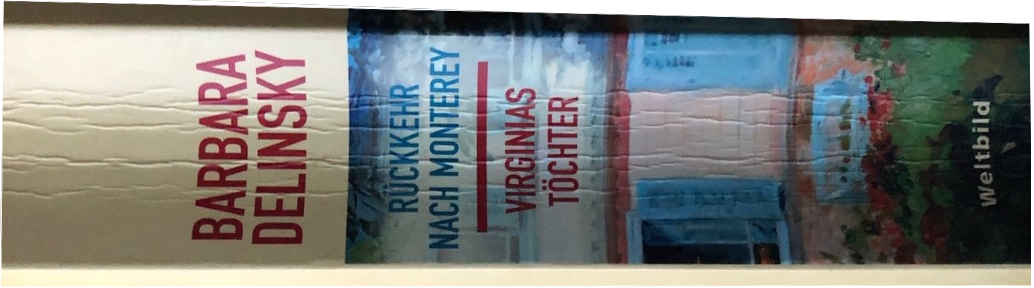 BARBARA
DELINSKY
RÜCKKEHR
NACH MONTEREY
VIRGINIAS
TÖCHTER
Weltbild